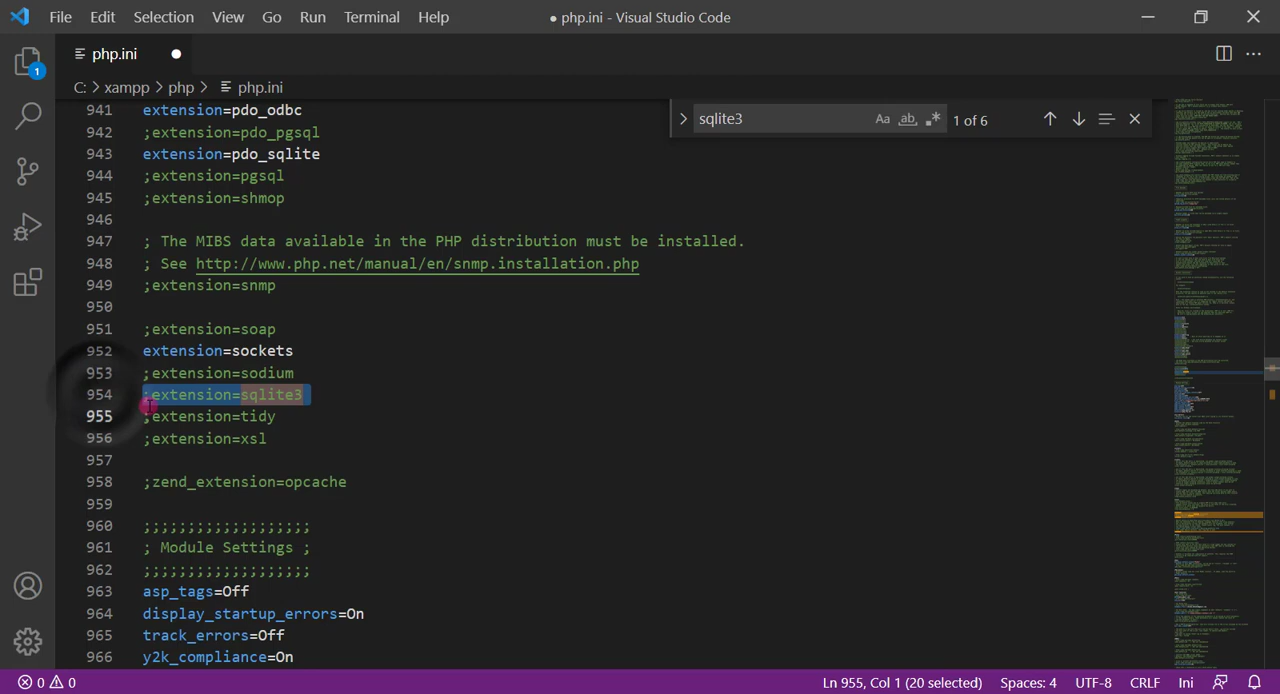 File Edit Selection View Go Run Terminal Help ● php.ini - Visual Studio Code
1 php.ini ●
C: > xampp > php > php.ini
sqlite3 Aa ab 1 of 6
941 extension=pdo_odbc
942 ;extension=pdo_pgsql
943 extension=pdo_sqlite
944 ;extension=pgsql
945 ;extension=shmop
946
947 ; The MIBS data available in the PHP distribution must be installed.
948 ; See http://www.php.net/manual/en/snmp.installation.php
949 ;extension=snmp
950
951 ;extension=soap
952 extension=sockets
953 ;extension=sodium
954 ;extension=sqlite3
955 ;extension=tidy
956 ;extension=xsl
957
958 ;zend_extension=opcache
959
960 ;;;;;;;;;;;;;;;;;;;
961 ; Module Settings ;
962 ;;;;;;;;;;;;;;;;;;;
963 asp_tags=Off
964 display_startup_errors=On
965 track_errors=Off
966 y2k_compliance=On
0 0 Ln 955, Col 1 (20 selected) Spaces: 4 UTF-8 CRLF Ini